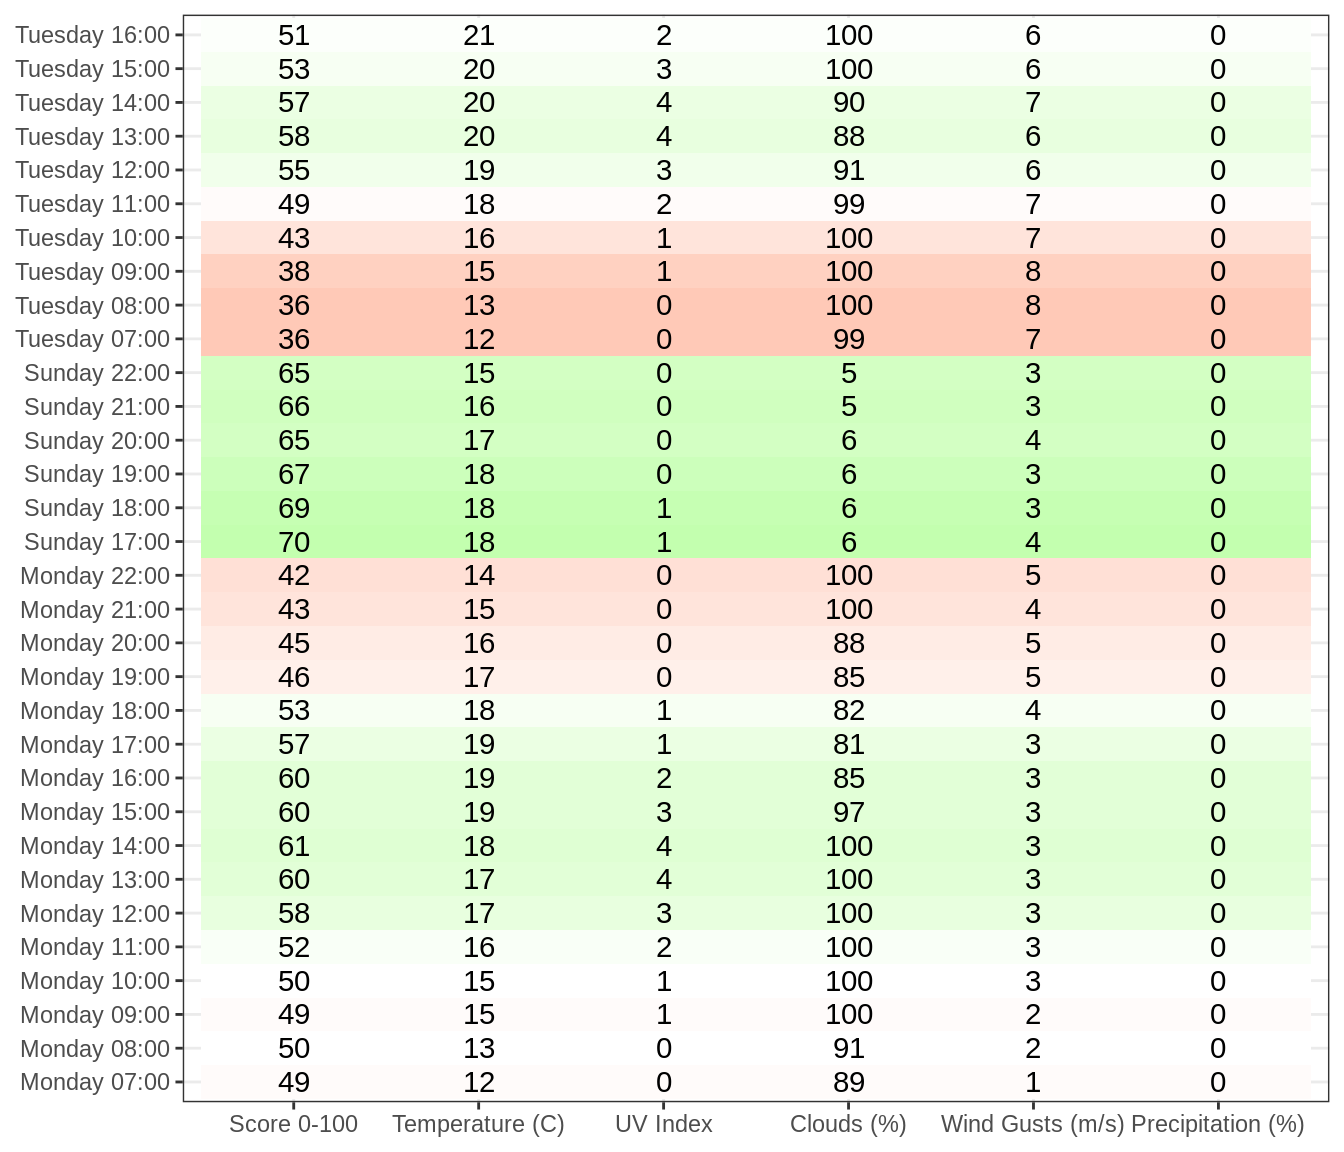 Tuesday 16:00 51 21 2 100 6 0
Tuesday 15:00 53 20 3 100 6 0
Tuesday 14:00 57 20 4 90 7 0
Tuesday 13:00 58 20 4 88 6 0
Tuesday 12:00 55 19 3 91 6 0
Tuesday 11:00 49 18 2 99 7 0
Tuesday 10:00 43 16 1 100 7 0
Tuesday 09:00 38 15 1 100 8 0
Tuesday 08:00 36 13 0 100 8 0
Tuesday 07:00 36 12 0 99 7 0
Sunday 22:00 65 15 0 5 3 0
Sunday 21:00 66 16 0 5 3 0
Sunday 20:00 65 17 0 6 4 0
Sunday 19:00 67 18 0 6 3 0
Sunday 18:00 69 18 1 6 3 0
Sunday 17:00 70 18 1 6 4 0
Monday 22:00 42 14 0 100 5 0
Monday 21:00 43 15 0 100 4 0
Monday 20:00 45 16 0 88 5 0
Monday 19:00 46 17 0 85 5 0
Monday 18:00 53 18 1 82 4 0
Monday 17:00 57 19 1 81 3 0
Monday 16:00 60 19 2 85 3 0
Monday 15:00 60 19 3 97 3 0
Monday 14:00 61 18 4 100 3 0
Monday 13:00 60 17 4 100 3 0
Monday 12:00 58 17 3 100 3 0
Monday 11:00 52 16 2 100 3 0
Monday 10:00 50 15 1 100 3 0
Monday 09:00 49 15 1 100 2 0
Monday 08:00 50 13 0 91 2 0
Monday 07:00 49 12 0 89 1 0
Score 0-100 Temperature (C) UV Index Clouds (%) Wind Gusts (m/s) Precipitation (%)